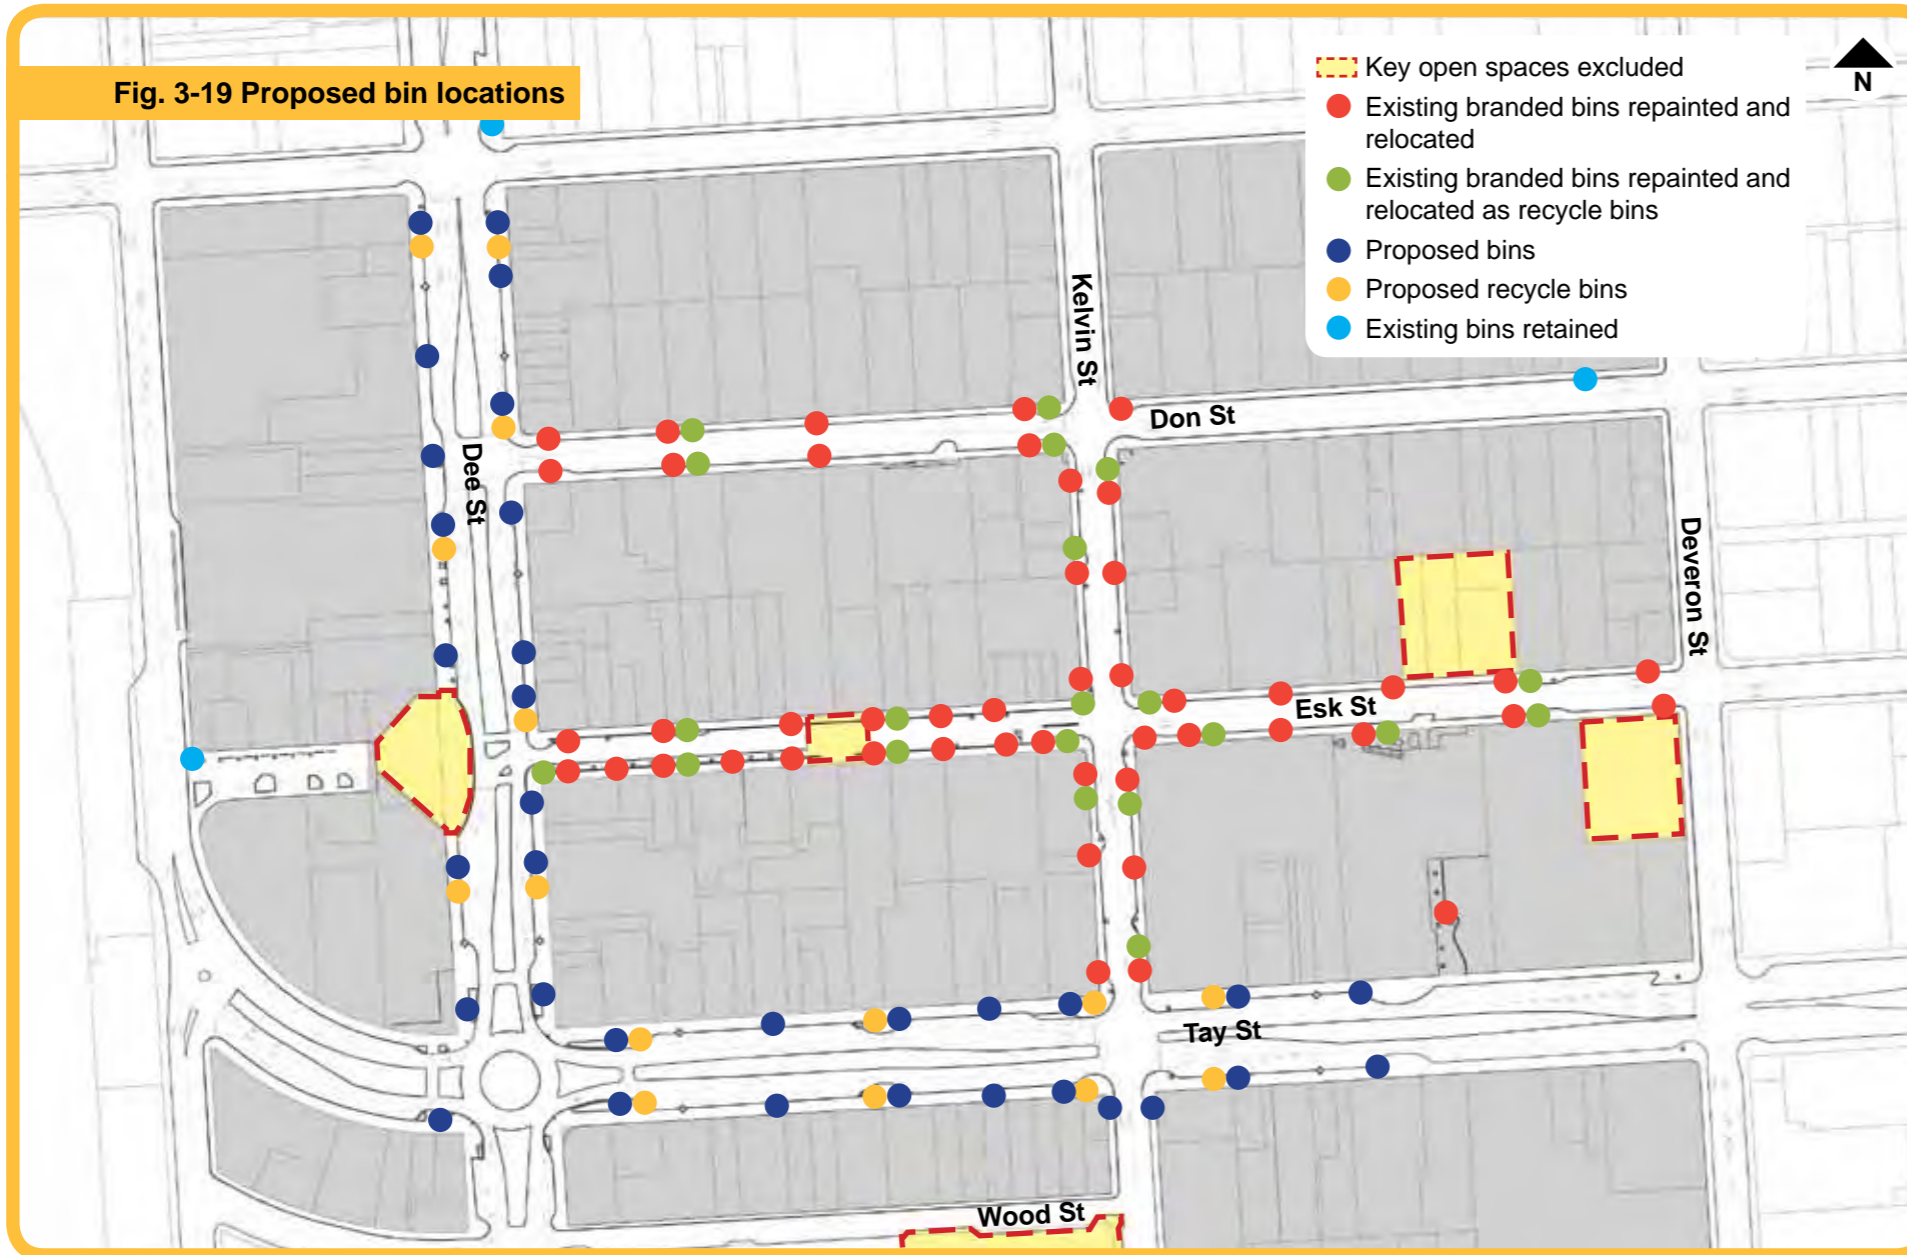 Fig. 3-19 Proposed bin locations
Key open spaces excluded
Existing branded bins repainted and
relocated
Existing branded bins repainted and
relocated as recycle bins
Proposed bins
Proposed recycle bins
Existing bins retained
N
Kelvin St
Don St
Dee St
Deveron St
Esk St
Tay St
Wood St